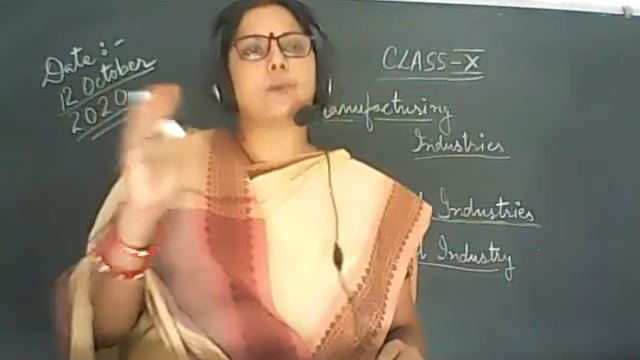 Date :-
12 October
2020
CLASS-X
anufacturing
Industries
Industries
Industry